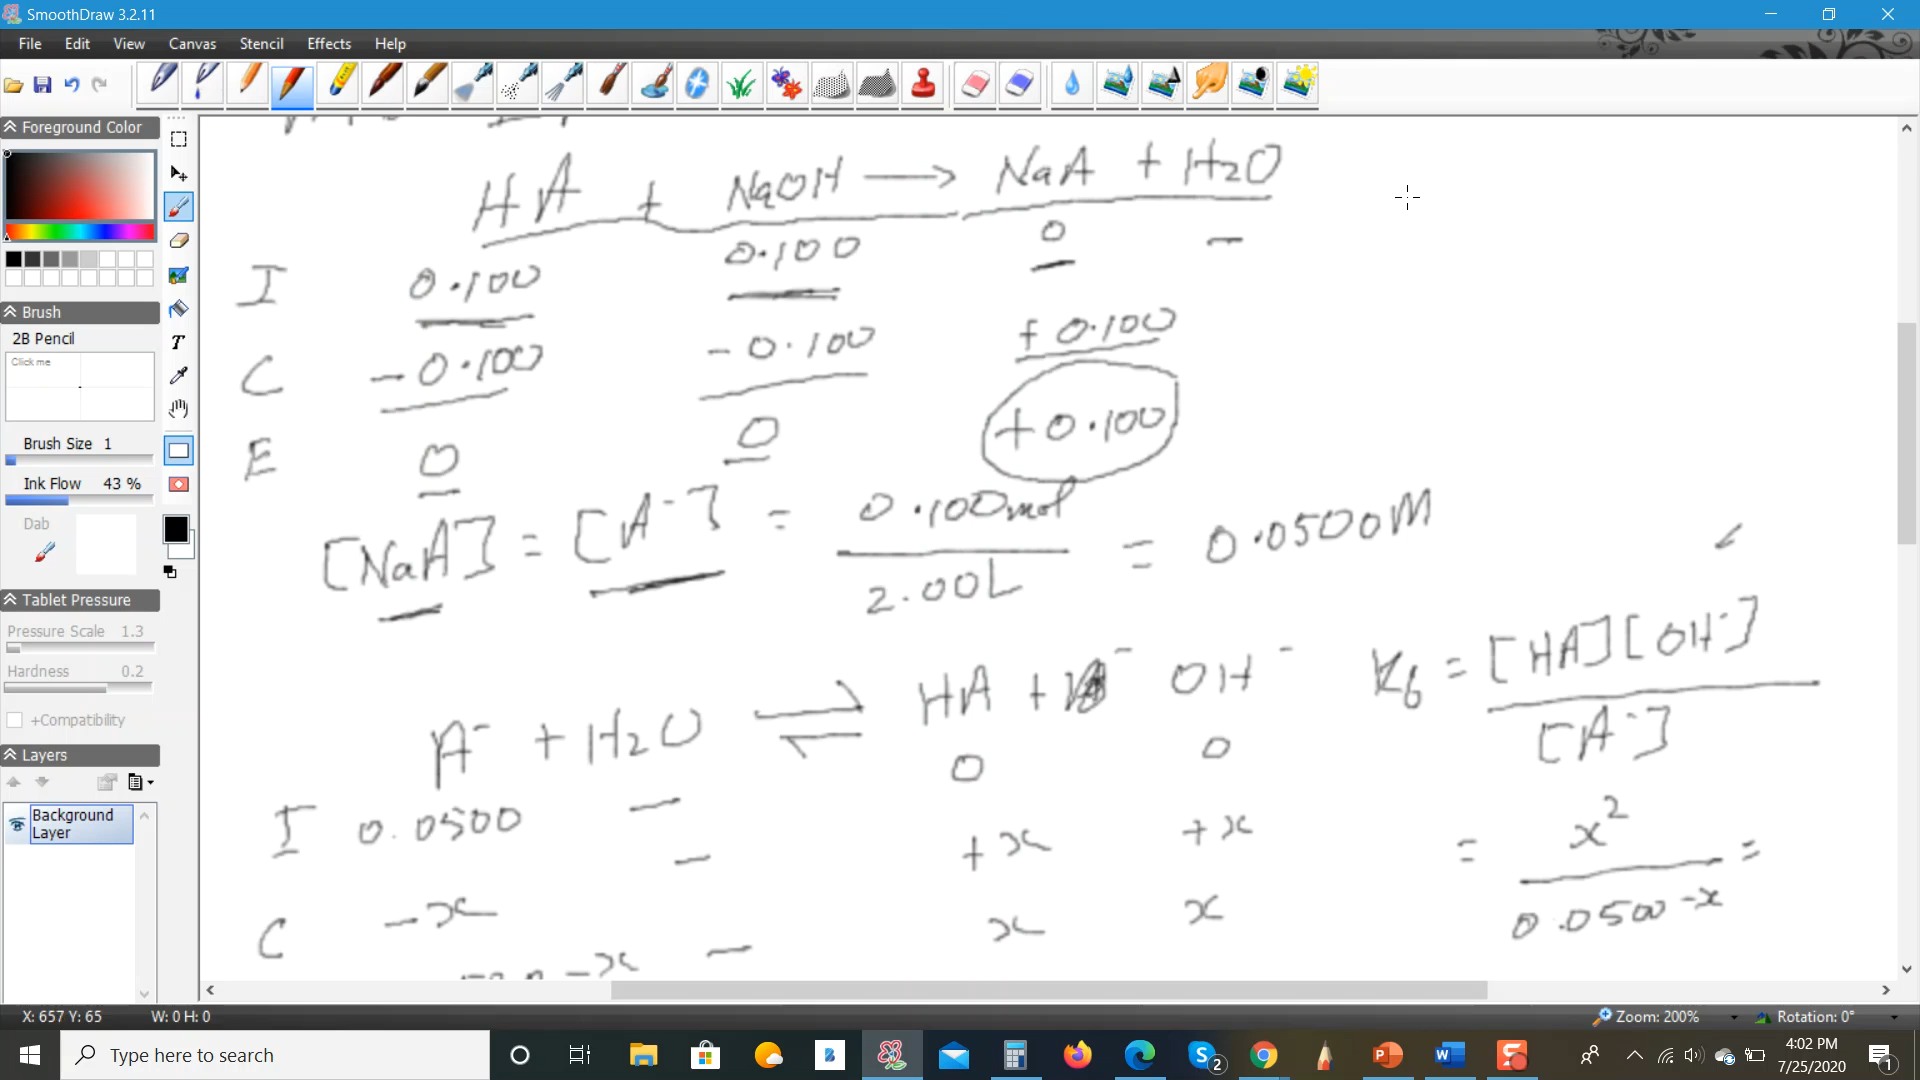 SmoothDraw 3.2.11
File Edit View Canvas Stencil Effects Help
Foreground Color
HA + NaOH → NaA + H2O
I 0.100 0.100 0 –
C -0.100 -0.100 +0.100
E 0 0 +0.100
[NaA] = [A⁻] = 0.100mol / 2.00L = 0.0500M
A⁻ + H2O ⇌ HA + OH⁻ Kb = [HA][OH⁻] / [A⁻]
I 0.0500 – 0 0
C -x – +x +x
-x – x x
= x² / 0.0500-x =
Brush
2B Pencil
Click me
Brush Size 1
Ink Flow 43 %
Dab
Tablet Pressure
Pressure Scale 1.3
Hardness 0.2
+Compatibility
Layers
Background Layer
X: 657 Y: 65 W: 0 H: 0 Zoom: 200% Rotation: 0°
Type here to search
2
4:02 PM
7/25/2020
1